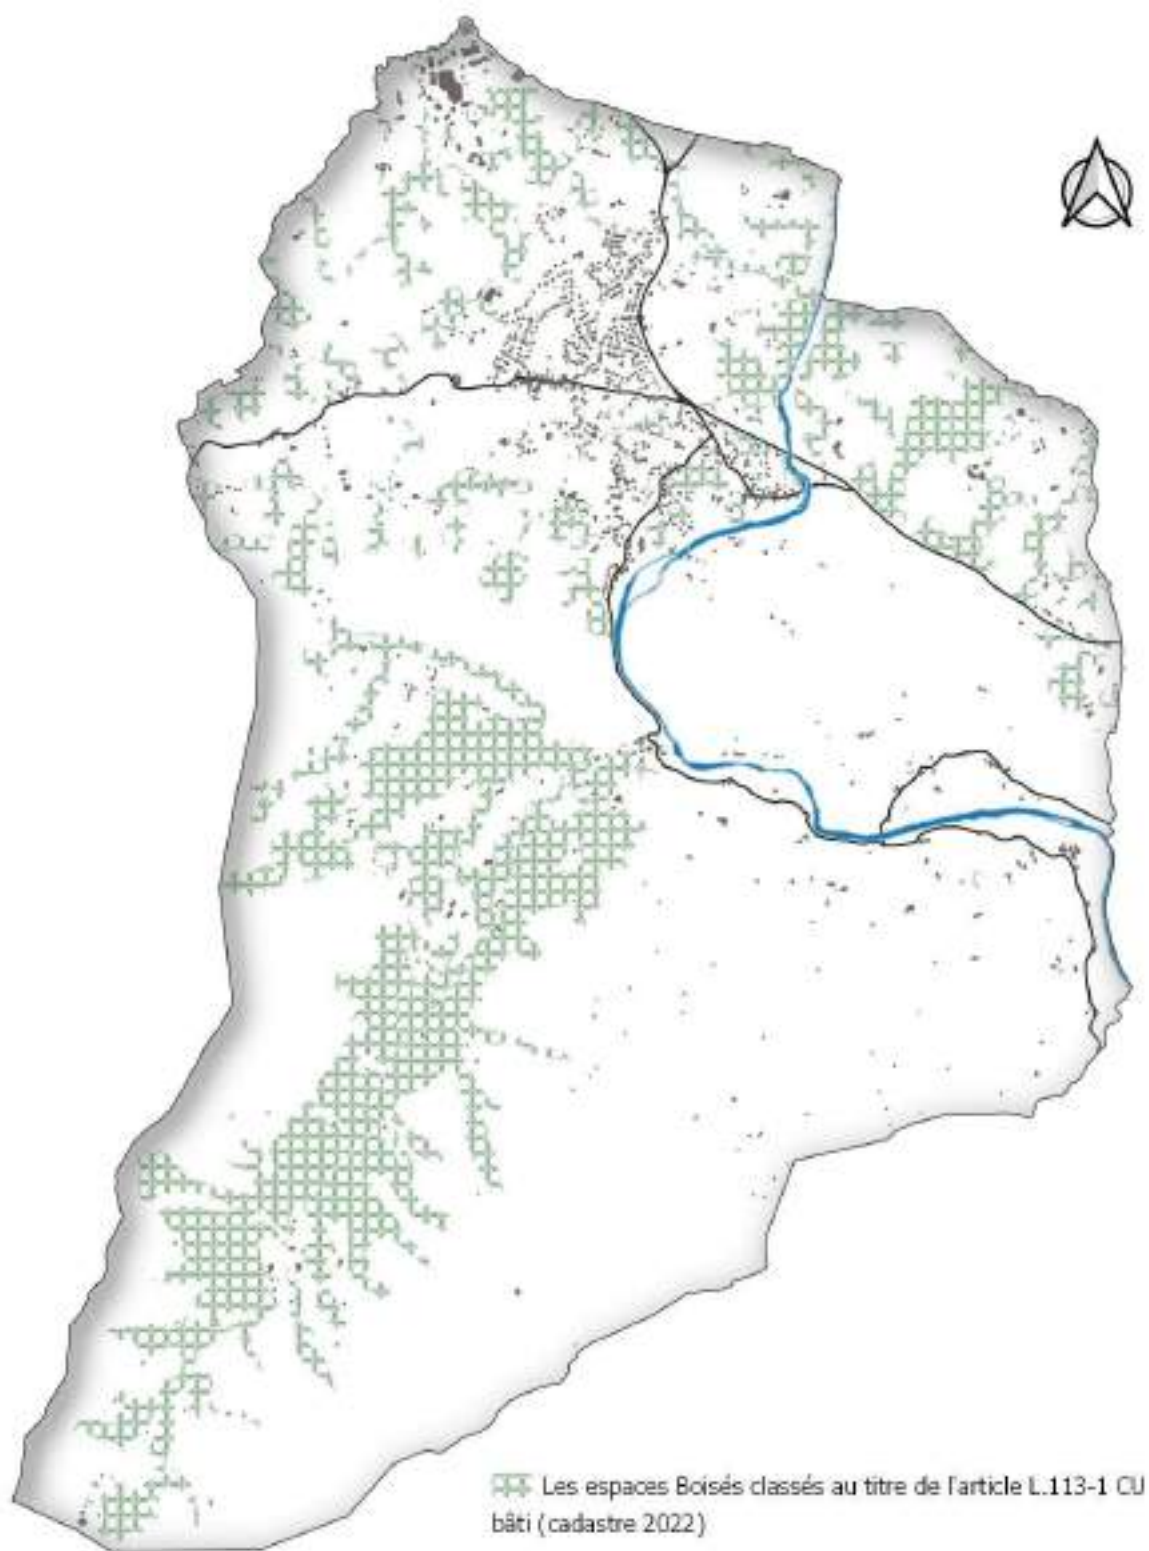 Les espaces Boisés classés au titre de l'article L.113-1 CU
bâti (cadastre 2022)